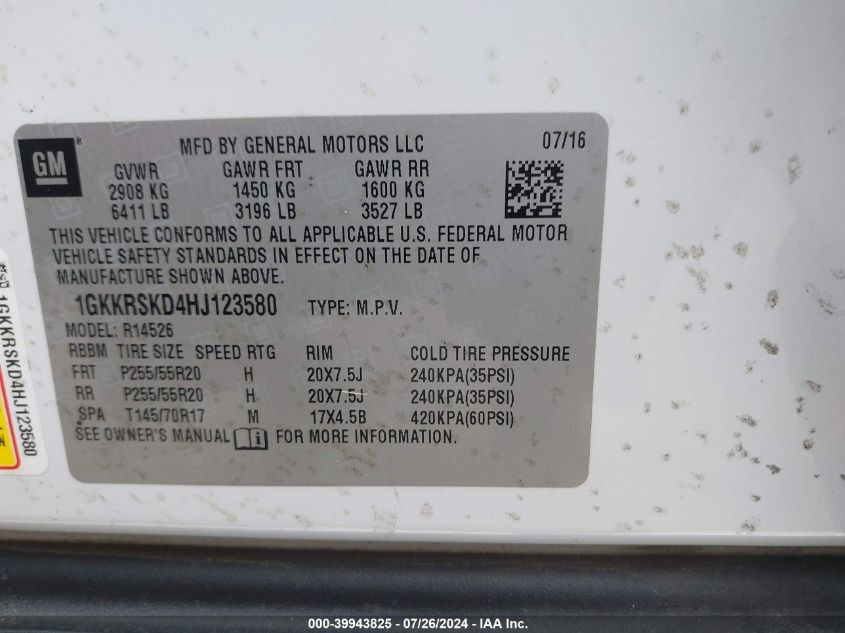 GM
®
MFD BY GENERAL MOTORS LLC 07/16
GVWR GAWR FRT GAWR RR
2908 KG 1450 KG 1600 KG
6411 LB 3196 LB 3527 LB
THIS VEHICLE CONFORMS TO ALL APPLICABLE U.S. FEDERAL MOTOR
VEHICLE SAFETY STANDARDS IN EFFECT ON THE DATE OF
MANUFACTURE SHOWN ABOVE.
1GKKRSKD4HJ123580 TYPE: M.P.V.
MODEL: R14526
RBBM TIRE SIZE SPEED RTG RIM COLD TIRE PRESSURE
FRT P255/55R20 H 20X7.5J 240KPA(35PSI)
RR P255/55R20 H 20X7.5J 240KPA(35PSI)
SPA T145/70R17 M 17X4.5B 420KPA(60PSI)
SEE OWNER'S MANUAL i FOR MORE INFORMATION.
1GKKRSKD4HJ123580
000-39943825 - 07/26/2024 - IAA Inc.